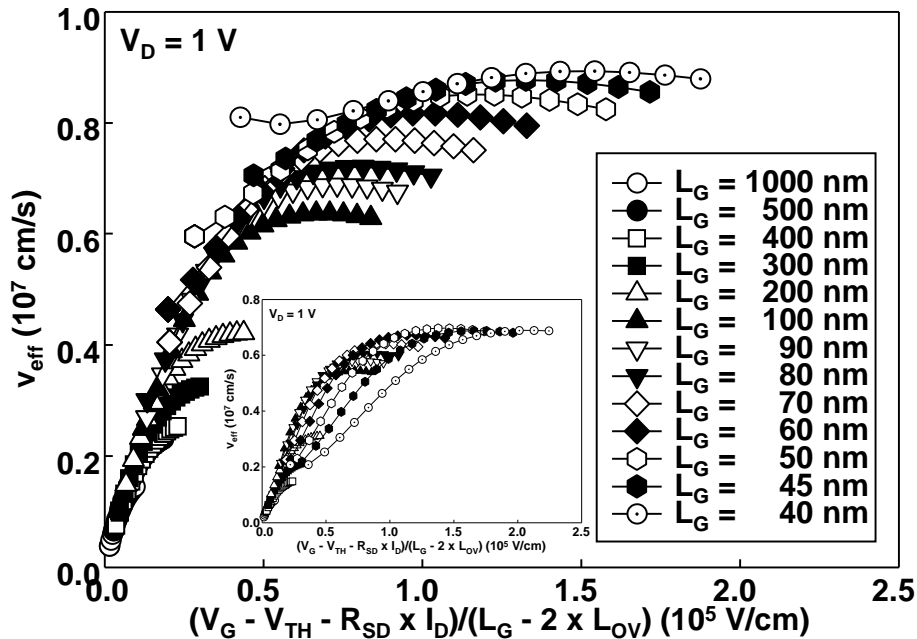 1.0
V_D = 1 V
0.8
0.6
0.4
0.2
0.0
v_eff (10^7 cm/s)
0.0 0.5 1.0 1.5 2.0 2.5
(V_G - V_TH - R_SD x I_D)/(L_G - 2 x L_OV) (10^5 V/cm)
L_G = 1000 nm
L_G = 500 nm
L_G = 400 nm
L_G = 300 nm
L_G = 200 nm
L_G = 100 nm
L_G = 90 nm
L_G = 80 nm
L_G = 70 nm
L_G = 60 nm
L_G = 50 nm
L_G = 45 nm
L_G = 40 nm
0.8
V_D = 1 V
0.6
0.4
0.2
0.0
v_eff (10^7 cm/s)
0.0 0.5 1.0 1.5 2.0 2.5
(V_G - V_TH - R_SD x I_D)/(L_G - 2 x L_OV) (10^5 V/cm)